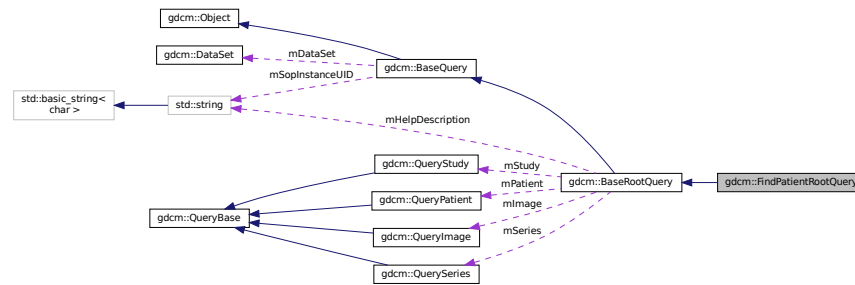 gdcm::Object
gdcm::DataSet
mDataSet
gdcm::BaseQuery
mSopInstanceUID
std::basic_string<
char >
std::string
mHelpDescription
gdcm::QueryStudy
mStudy
gdcm::BaseRootQuery
gdcm::FindPatientRootQuery
mPatient
gdcm::QueryPatient
mImage
gdcm::QueryBase
gdcm::QueryImage
mSeries
gdcm::QuerySeries